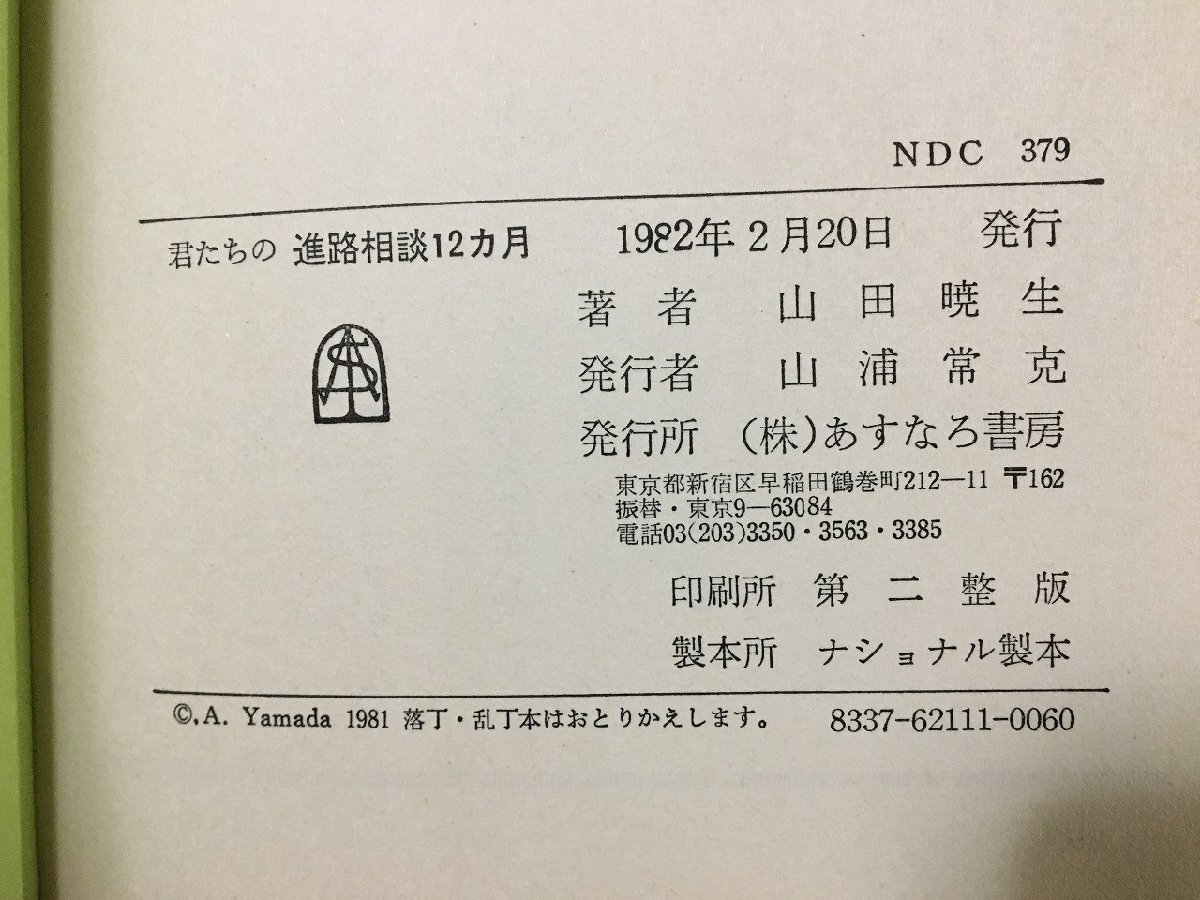 NDC 379
君たちの 進路相談12カ月 1982年2月20日 発行
著者 山田暁生
発行者 山浦常克
発行所 (株)あすなろ書房
東京都新宿区早稲田鶴巻町212―11 〒162
振替・東京9―63084
電話03(203)3350・3563・3385
印刷所 第二整版
製本所 ナショナル製本
©,A. Yamada 1981 落丁・乱丁本はおとりかえします。 8337-62111-0060